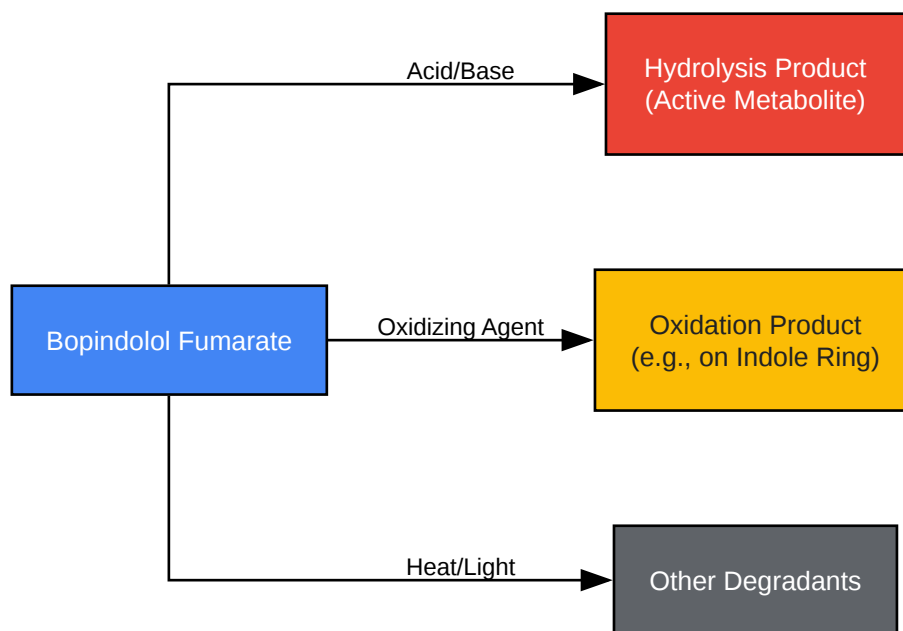 Acid/Base
Hydrolysis Product
(Active Metabolite)
Bopindolol Fumarate
Oxidizing Agent
Oxidation Product
(e.g., on Indole Ring)
Heat/Light
Other Degradants